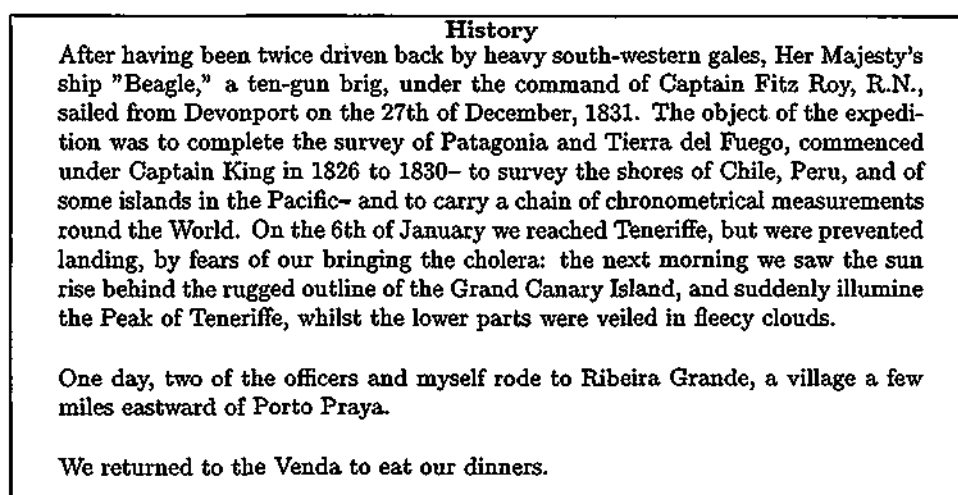 History
After having been twice driven back by heavy south-western gales, Her Majesty's
ship "Beagle," a ten-gun brig, under the command of Captain Fitz Roy, R.N.,
sailed from Devonport on the 27th of December, 1831. The object of the expedi-
tion was to complete the survey of Patagonia and Tierra del Fuego, commenced
under Captain King in 1826 to 1830– to survey the shores of Chile, Peru, and of
some islands in the Pacific– and to carry a chain of chronometrical measurements
round the World. On the 6th of January we reached Teneriffe, but were prevented
landing, by fears of our bringing the cholera: the next morning we saw the sun
rise behind the rugged outline of the Grand Canary Island, and suddenly illumine
the Peak of Teneriffe, whilst the lower parts were veiled in fleecy clouds.
One day, two of the officers and myself rode to Ribeira Grande, a village a few
miles eastward of Porto Praya.
We returned to the Venda to eat our dinners.